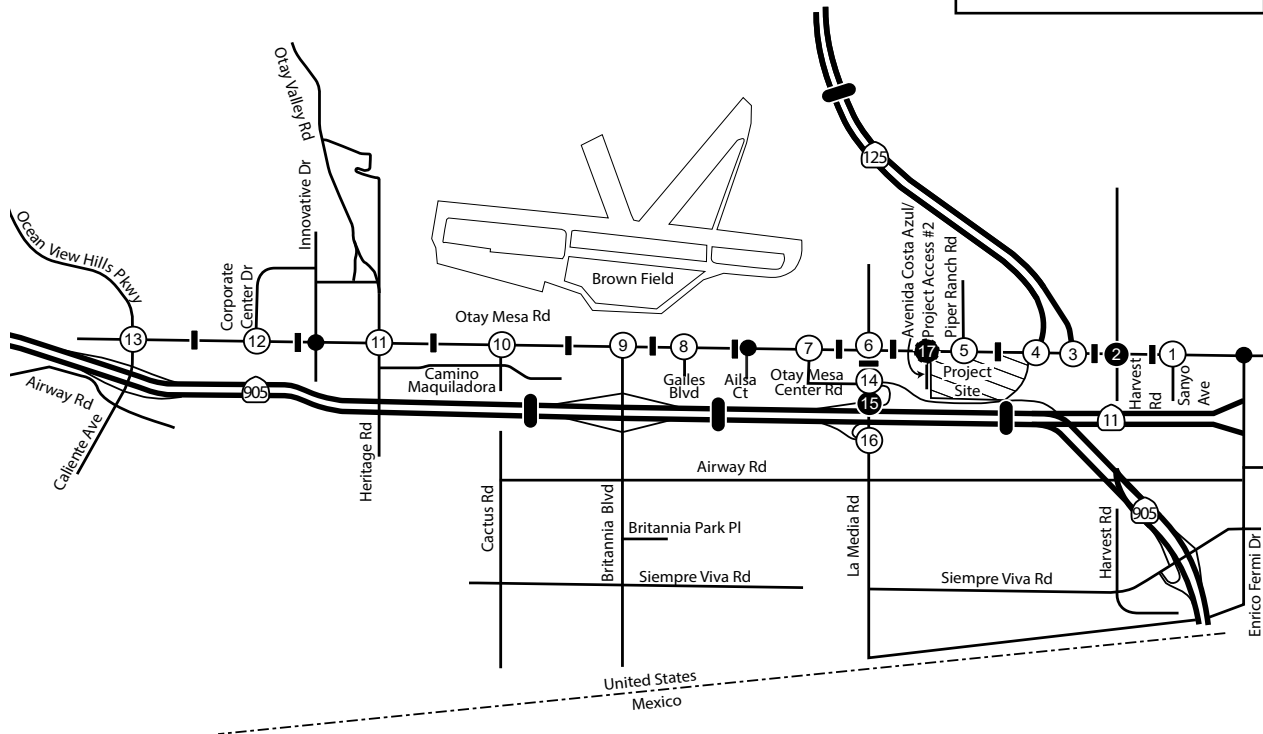 Otay Valley Rd
Innovative Dr
Ocean View Hills Pkwy
Corporate
Center Dr
125
Avenida Costa Azul/
Project Access #2
Piper Ranch Rd
Brown Field
Otay Mesa Rd
13
12
11
10
9
8
7
6
17
5
4
3
2
1
Camino
Maquiladora
Galles
Blvd
Ailsa
Ct
Otay Mesa
Center Rd
14
15
16
Project
Site
Harvest
Rd
Sanyo
Ave
Airway Rd
905
11
Caliente Ave
Heritage Rd
Airway Rd
Cactus Rd
Britannia Blvd
Britannia Park Pl
La Media Rd
905
Harvest Rd
Siempre Viva Rd
Siempre Viva Rd
Enrico Fermi Dr
United States
Mexico